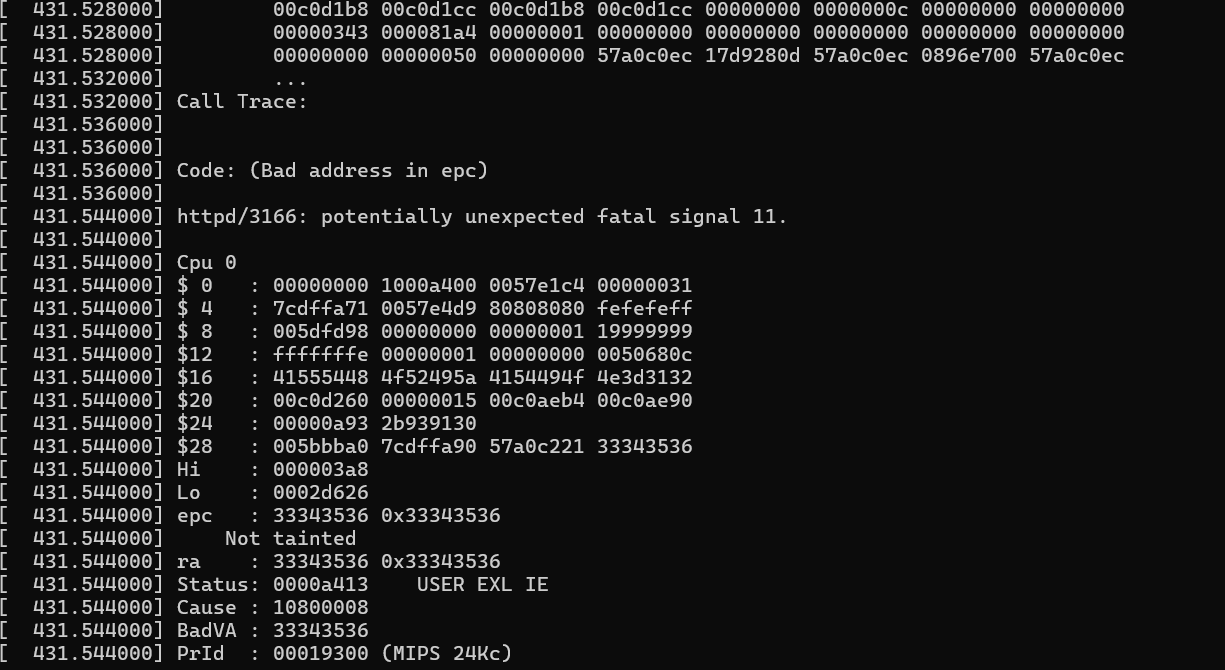 [  431.528000]         00c0d1b8 00c0d1cc 00c0d1b8 00c0d1cc 00000000 0000000c 00000000 00000000
[  431.528000]         00000343 000081a4 00000001 00000000 00000000 00000000 00000000 00000000
[  431.528000]         00000000 00000050 00000000 57a0c0ec 17d9280d 57a0c0ec 0896e700 57a0c0ec
[  431.532000]         ...
[  431.532000] Call Trace:
[  431.536000]
[  431.536000]
[  431.536000] Code: (Bad address in epc)
[  431.536000]
[  431.544000] httpd/3166: potentially unexpected fatal signal 11.
[  431.544000]
[  431.544000] Cpu 0
[  431.544000] $ 0   : 00000000 1000a400 0057e1c4 00000031
[  431.544000] $ 4   : 7cdffa71 0057e4d9 80808080 fefefeff
[  431.544000] $ 8   : 005dfd98 00000000 00000001 19999999
[  431.544000] $12   : fffffffe 00000001 00000000 0050680c
[  431.544000] $16   : 41555448 4f52495a 4154494f 4e3d3132
[  431.544000] $20   : 00c0d260 00000015 00c0aeb4 00c0ae90
[  431.544000] $24   : 00000a93 2b939130
[  431.544000] $28   : 005bbba0 7cdffa90 57a0c221 33343536
[  431.544000] Hi    : 000003a8
[  431.544000] Lo    : 0002d626
[  431.544000] epc   : 33343536 0x33343536
[  431.544000]     Not tainted
[  431.544000] ra    : 33343536 0x33343536
[  431.544000] Status: 0000a413    USER EXL IE
[  431.544000] Cause : 10800008
[  431.544000] BadVA : 33343536
[  431.544000] PrId  : 00019300 (MIPS 24Kc)